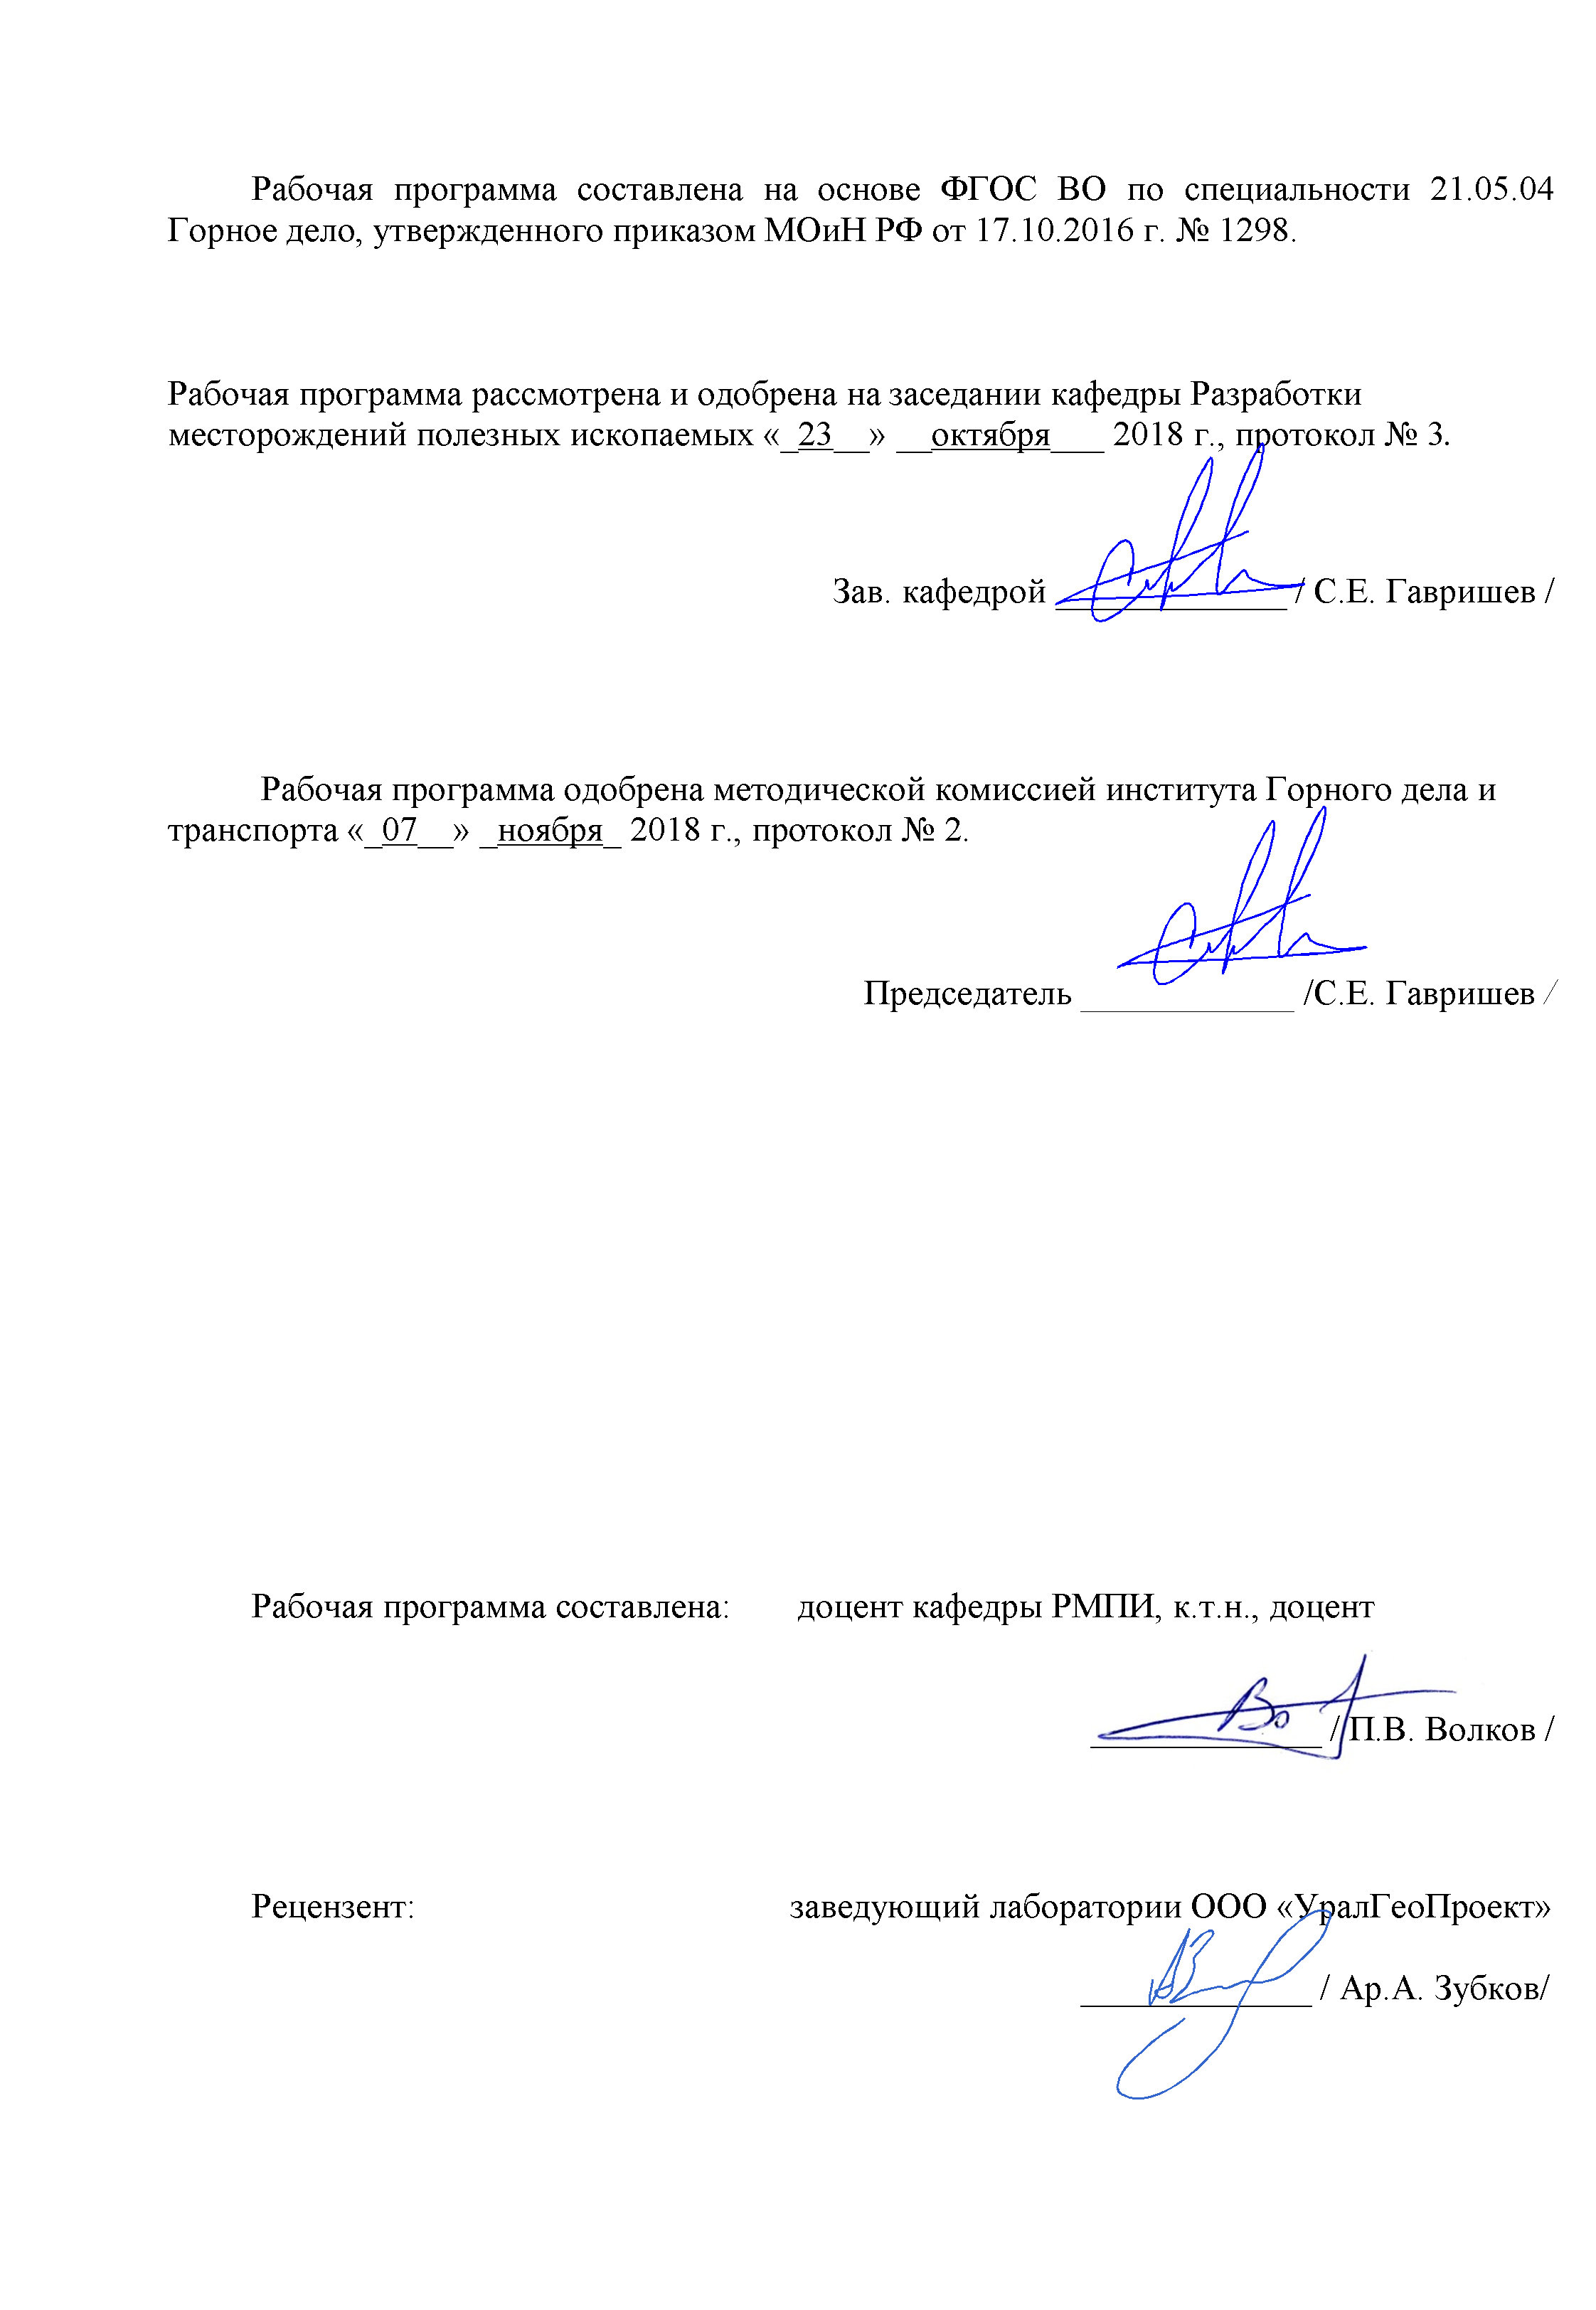 Рабочая программа составлена на основе ФГОС ВО по специальности 21.05.04
Горное дело, утвержденного приказом МОиН РФ от 17.10.2016 г. № 1298.
Рабочая программа рассмотрена и одобрена на заседании кафедры Разработки
месторождений полезных ископаемых «_23__» __октября___ 2018 г., протокол № 3.
Зав. кафедрой _____________ / С.Е. Гавришев /
Рабочая программа одобрена методической комиссией института Горного дела и
транспорта «_07__» _ноября_ 2018 г., протокол № 2.
Председатель ____________ /С.Е. Гавришев /
Рабочая программа составлена: доцент кафедры РМПИ, к.т.н., доцент
_____________ / П.В. Волков /
Рецензент: заведующий лаборатории ООО «УралГеоПроект»
_____________ / Ар.А. Зубков/